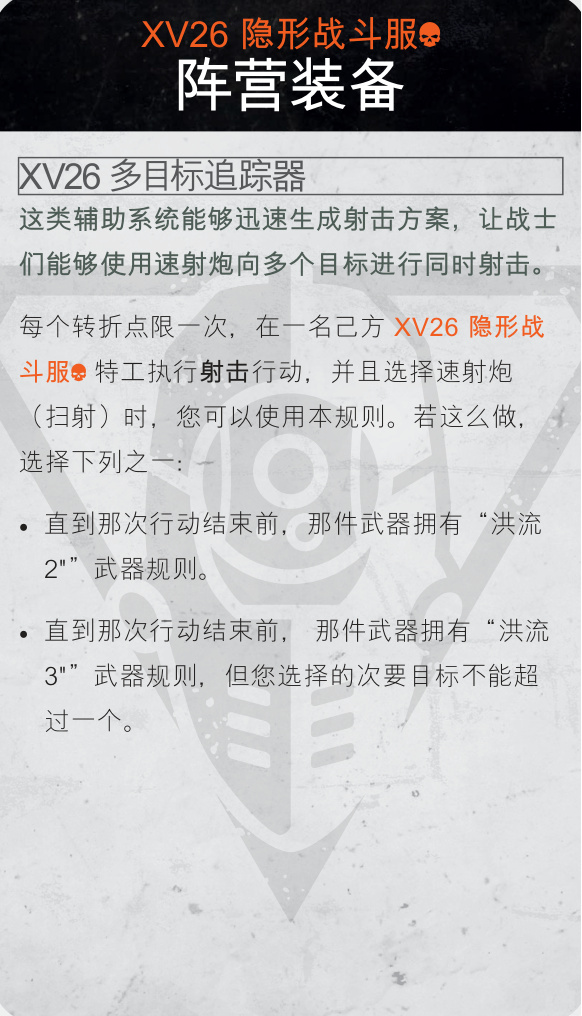 XV26 隐形战斗服
阵营装备
XV26 多目标追踪器
这类辅助系统能够迅速生成射击方案，让战士
们能够使用速射炮向多个目标进行同时射击。
每个转折点限一次，在一名己方 XV26 隐形战
斗服 特工执行射击行动，并且选择速射炮
（扫射）时，您可以使用本规则。若这么做，
选择下列之一：
• 直到那次行动结束前，那件武器拥有“洪流
2"”武器规则。
• 直到那次行动结束前， 那件武器拥有“洪流
3"”武器规则，但您选择的次要目标不能超
过一个。